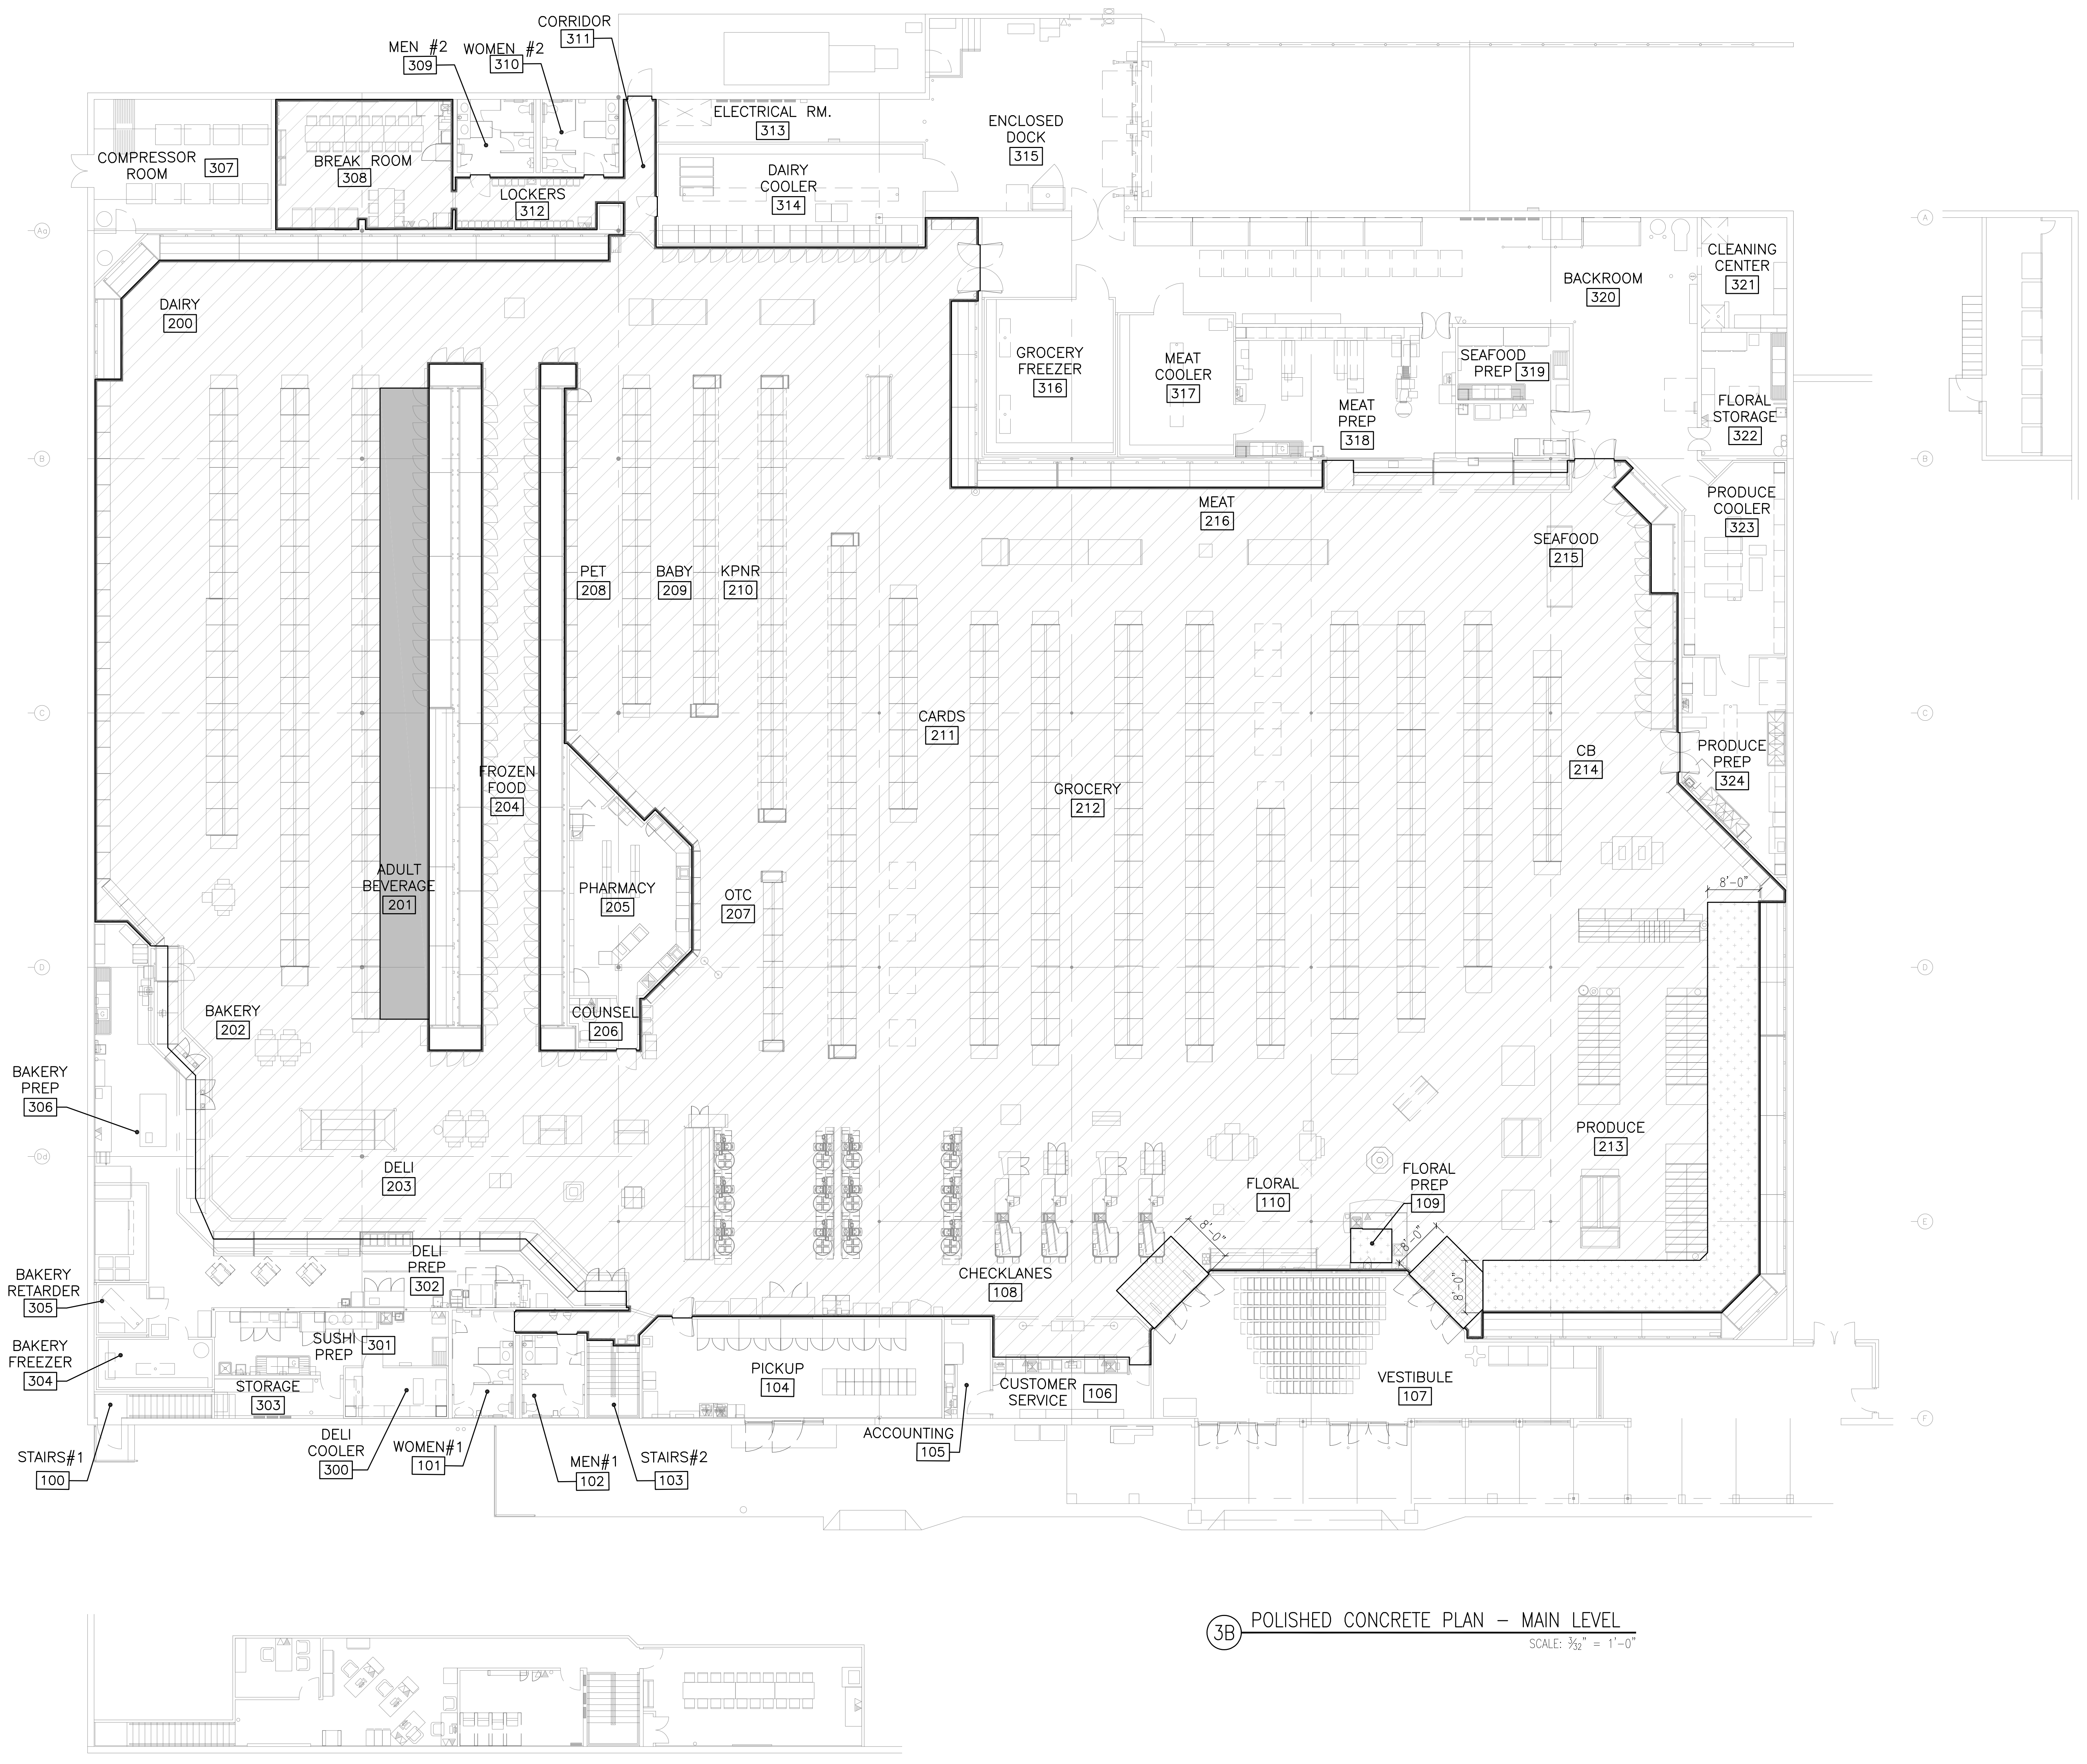 CORRIDOR
311
MEN #2
309
WOMEN #2
310
ELECTRICAL RM.
313
ENCLOSED
DOCK
315
COMPRESSOR
ROOM
307
BREAK ROOM
308
DAIRY
COOLER
314
LOCKERS
312
Aa
A
CLEANING
CENTER
321
BACKROOM
320
DAIRY
200
GROCERY
FREEZER
316
MEAT
COOLER
317
SEAFOOD
PREP
319
MEAT
PREP
318
FLORAL
STORAGE
322
B
B
MEAT
216
PRODUCE
COOLER
323
SEAFOOD
215
PET
208
BABY
209
KPNR
210
C
C
CARDS
211
CB
214
PRODUCE
PREP
324
FROZEN
FOOD
204
GROCERY
212
ADULT
BEVERAGE
201
PHARMACY
205
OTC
207
8'-0"
D
D
BAKERY
202
COUNSEL
206
BAKERY
PREP
306
PRODUCE
213
Dd
DELI
203
FLORAL
110
FLORAL
PREP
109
E
8'-0"
8'-0"
8'-0"
DELI
PREP
302
CHECKLANES
108
BAKERY
RETARDER
305
SUSHI
PREP
301
BAKERY
FREEZER
304
STORAGE
303
PICKUP
104
CUSTOMER
SERVICE
106
VESTIBULE
107
F
ACCOUNTING
105
STAIRS#1
100
DELI
COOLER
300
WOMEN#1
101
MEN#1
102
STAIRS#2
103
3B
POLISHED CONCRETE PLAN – MAIN LEVEL
SCALE: 3/32" = 1'-0"